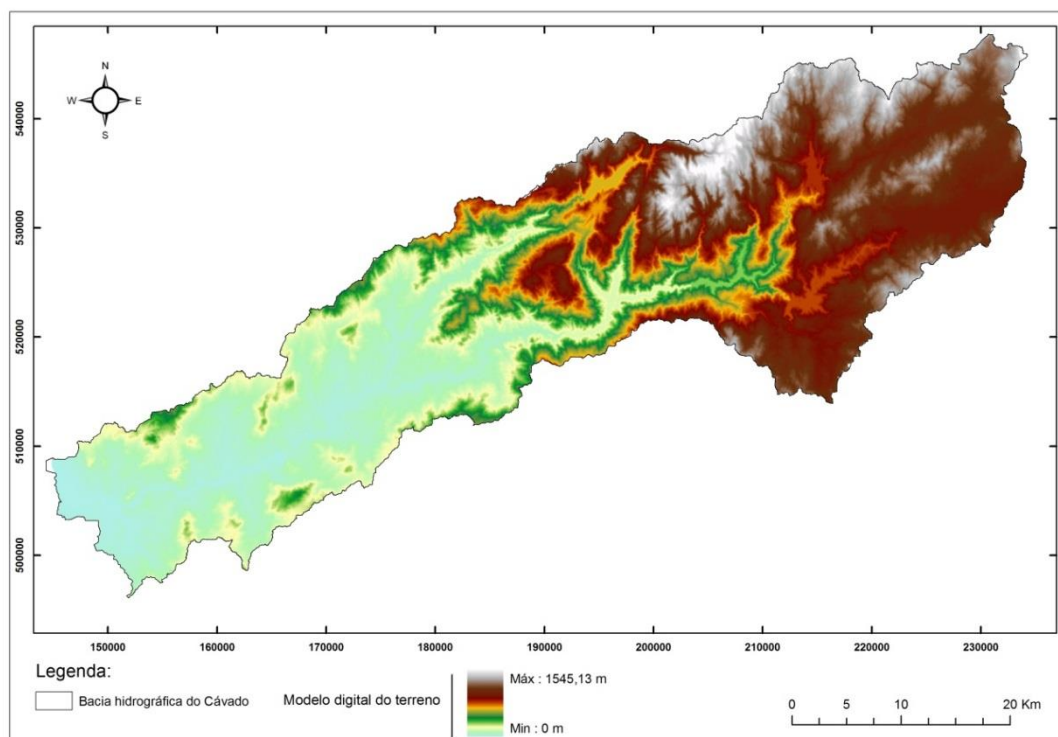 N
W E
S
540000
530000
520000
510000
500000
150000 160000 170000 180000 190000 200000 210000 220000 230000
Legenda:
Bacia hidrográfica do Cávado
Modelo digital do terreno
Máx : 1545,13 m
Min : 0 m
0 5 10 20 Km